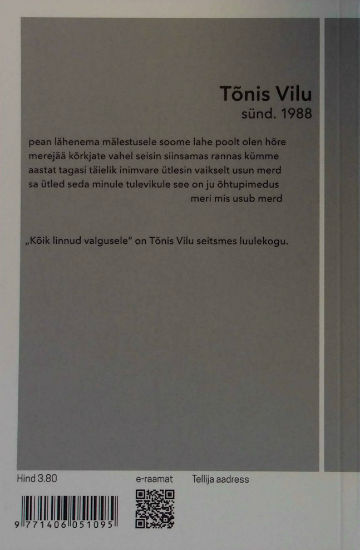 Tõnis Vilu
sünd. 1988
pean lähenema mälestusele soome lahe poolt olen hõre
merejää kõrkjate vahel seisin siinsamas rannas kümme
aastat tagasi täielik inimvare ütlesin vaikselt usun merd
sa ütled seda minule tulevikule see on ju õhtupimedus
meri mis usub merd
„Kõik linnud valgusele" on Tõnis Vilu seitsmes luulekogu.
Hind 3.80
e-raamat
Tellija aadress
9 771406 051095